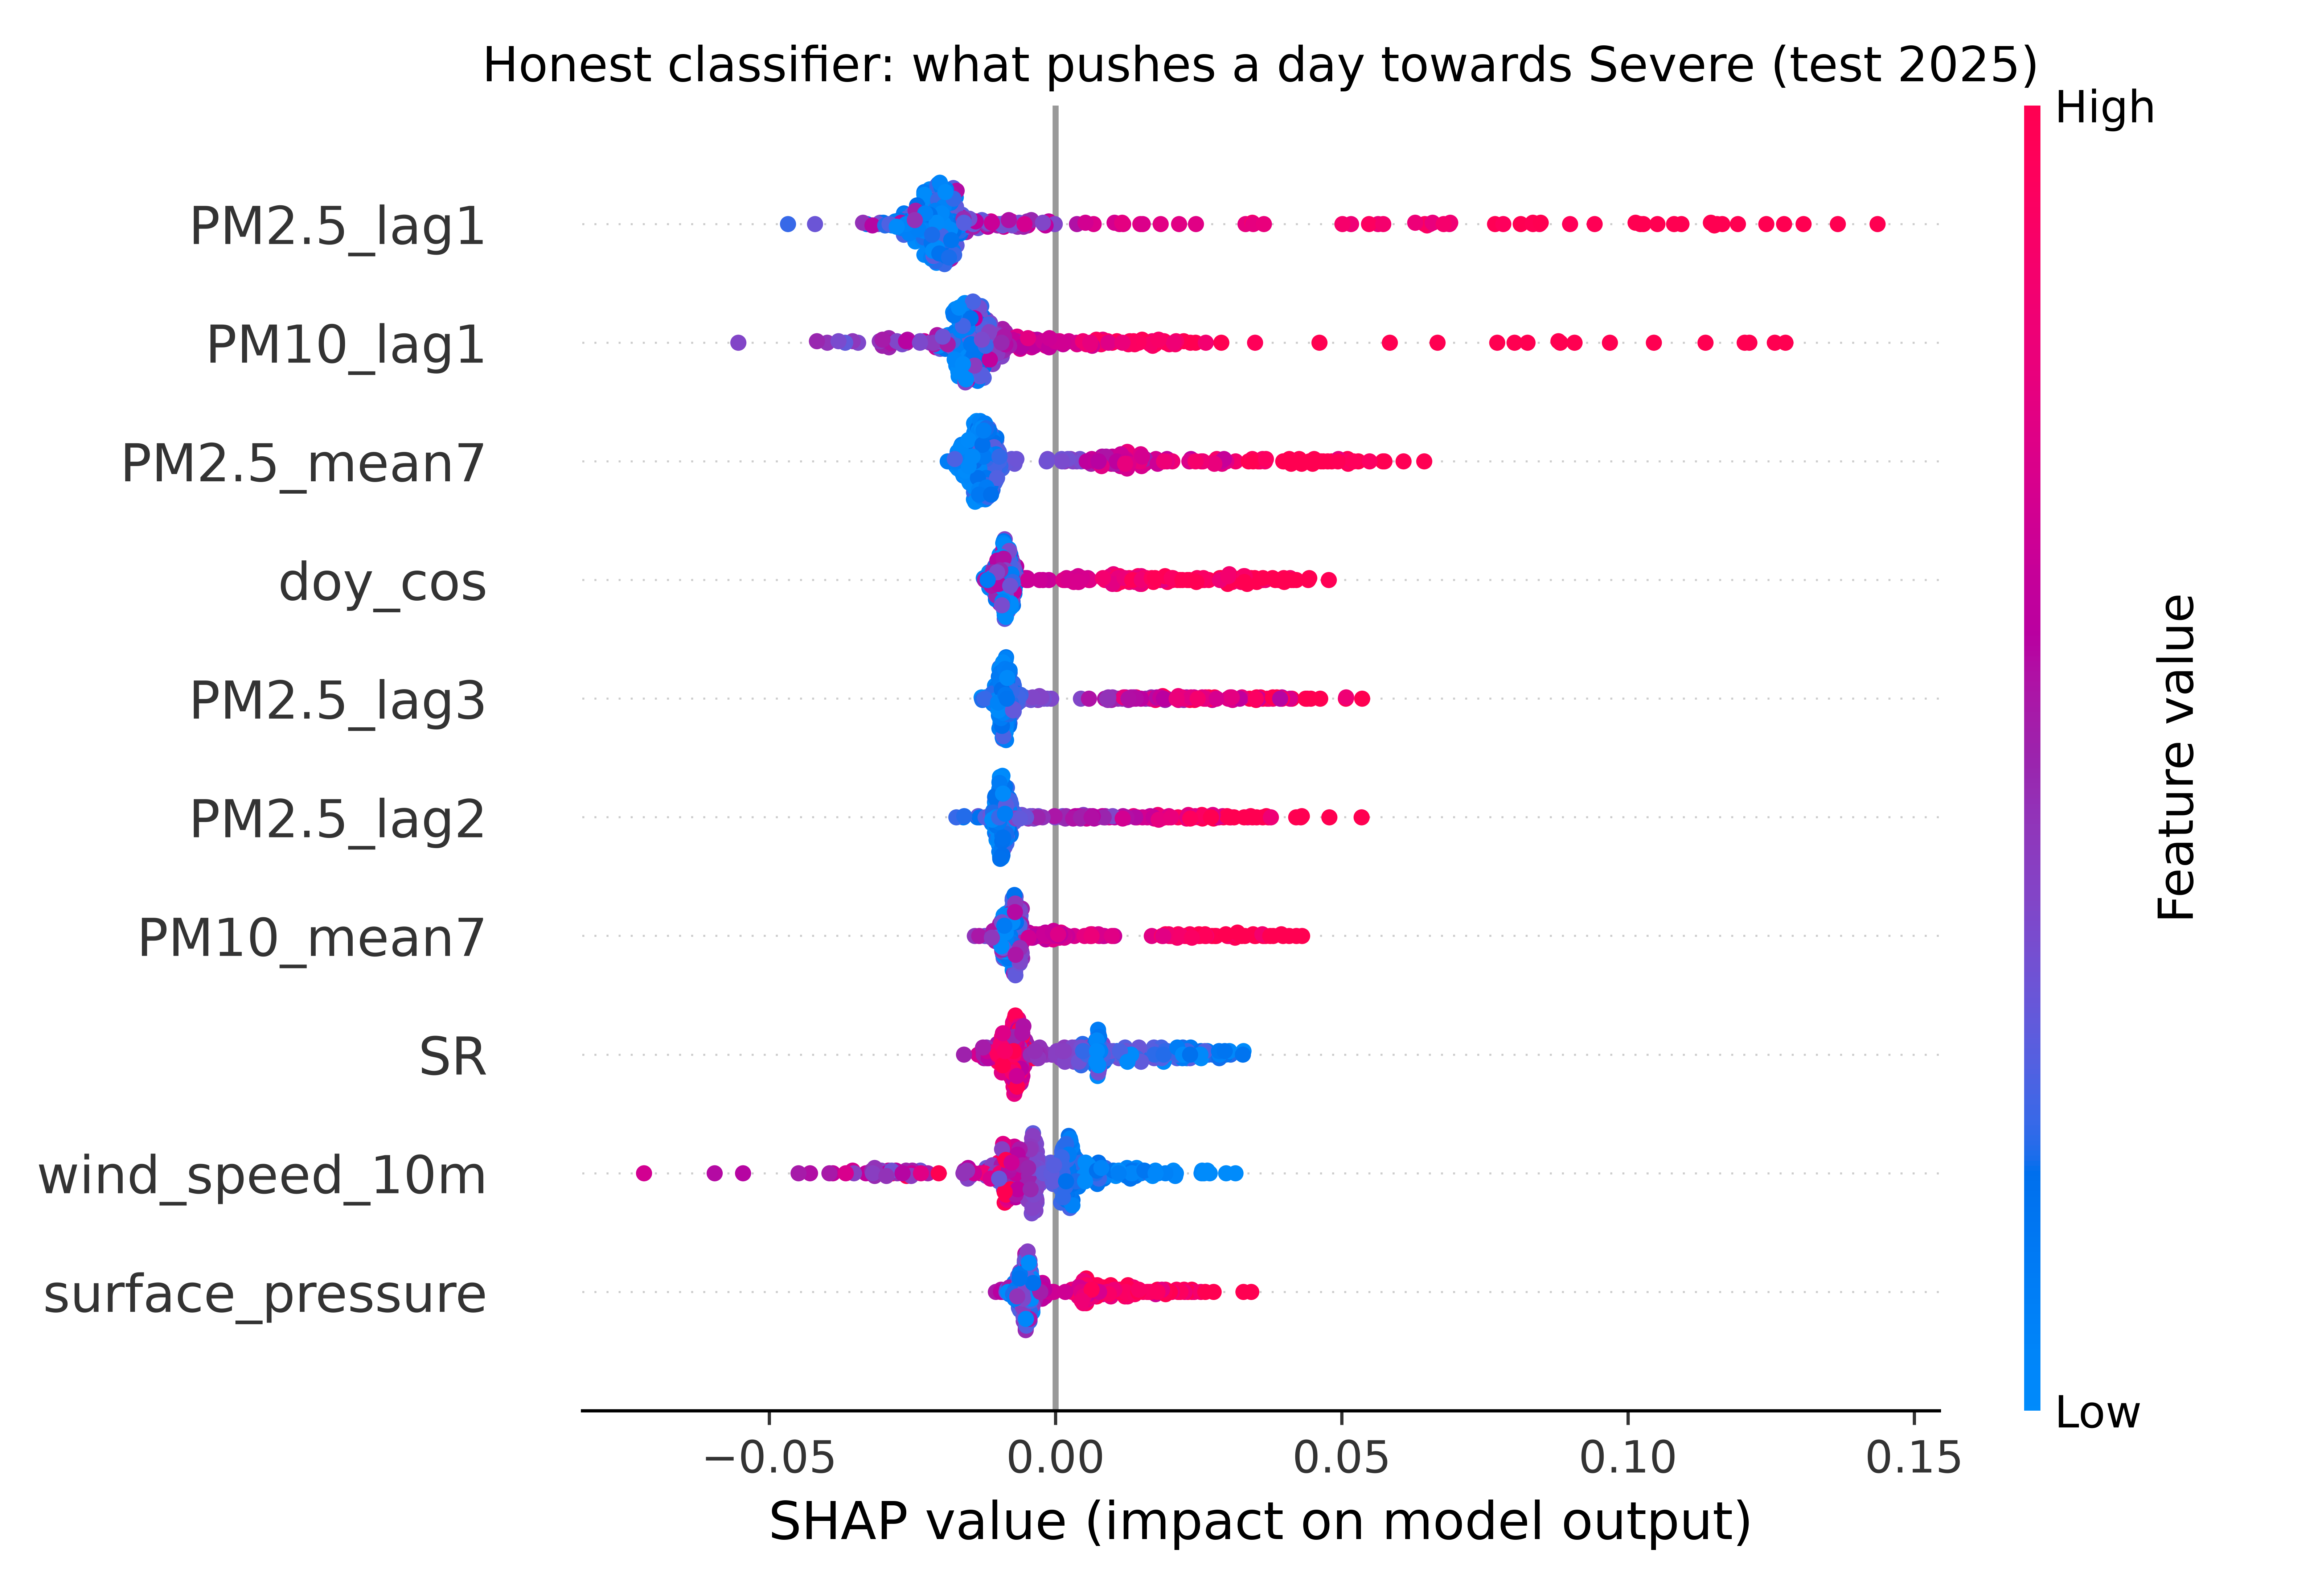 Honest classifier: what pushes a day towards Severe (test 2025)
High
PM2.5_lag1
PM10_lag1
PM2.5_mean7
doy_cos
PM2.5_lag3
PM2.5_lag2
PM10_mean7
SR
wind_speed_10m
surface_pressure
Feature value
Low
−0.05 0.00 0.05 0.10 0.15
SHAP value (impact on model output)